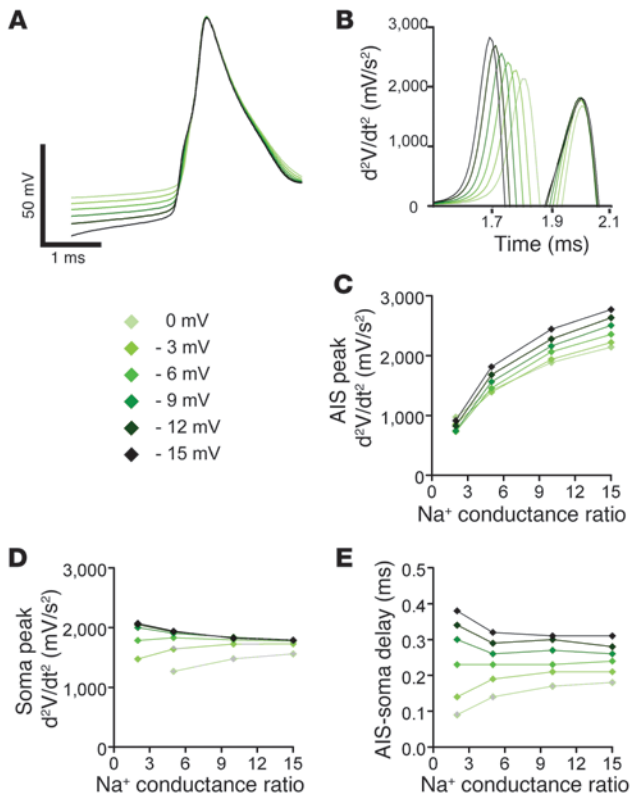 A
50 mV
1 ms
B
d²V/dt² (mV/s²)
3,000
2,000
1,000
0
1.7
1.9
2.1
Time (ms)
0 mV
- 3 mV
- 6 mV
- 9 mV
- 12 mV
- 15 mV
C
AIS peak
d²V/dt² (mV/s²)
3,000
2,000
1,000
0
0
3
6
9
12
15
Na⁺ conductance ratio
D
Soma peak
d²V/dt² (mV/s²)
3,000
2,000
1,000
0
0
3
6
9
12
15
Na⁺ conductance ratio
E
AIS-soma delay (ms)
0.5
0.4
0.3
0.2
0.1
0.0
0
3
6
9
12
15
Na⁺ conductance ratio